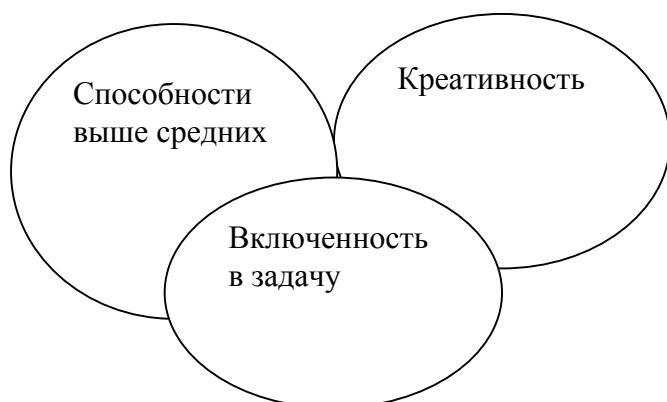 Способности
выше средних
Креативность
Включенность
в задачу